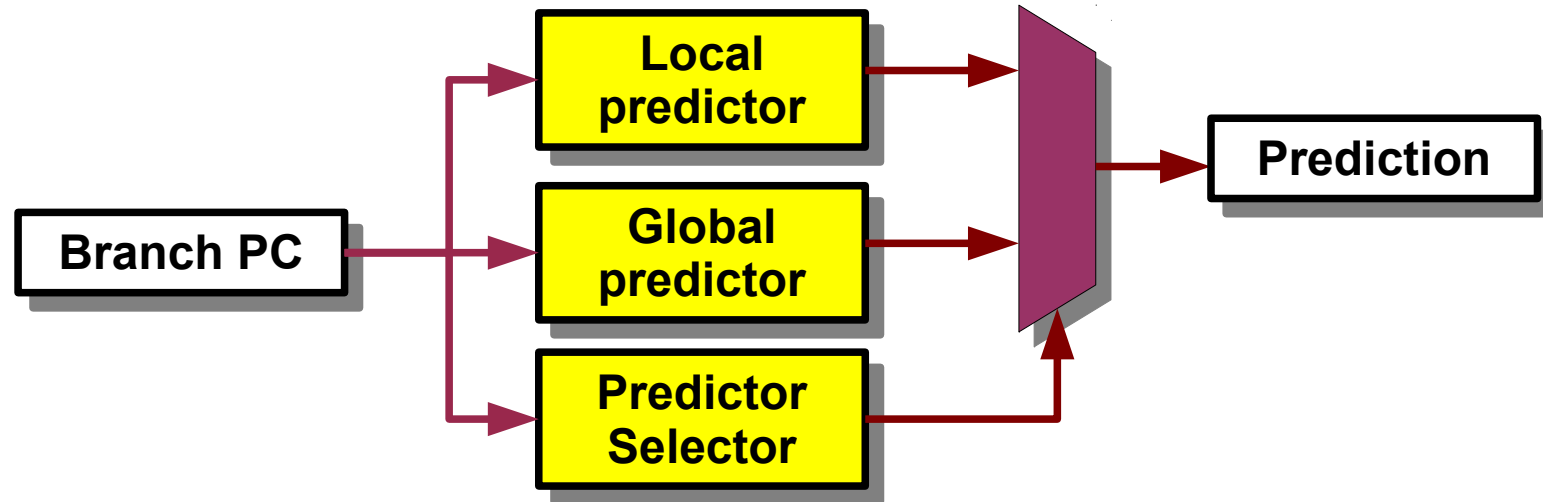 Local
predictor
Branch PC
Global
predictor
Predictor
Selector
Prediction